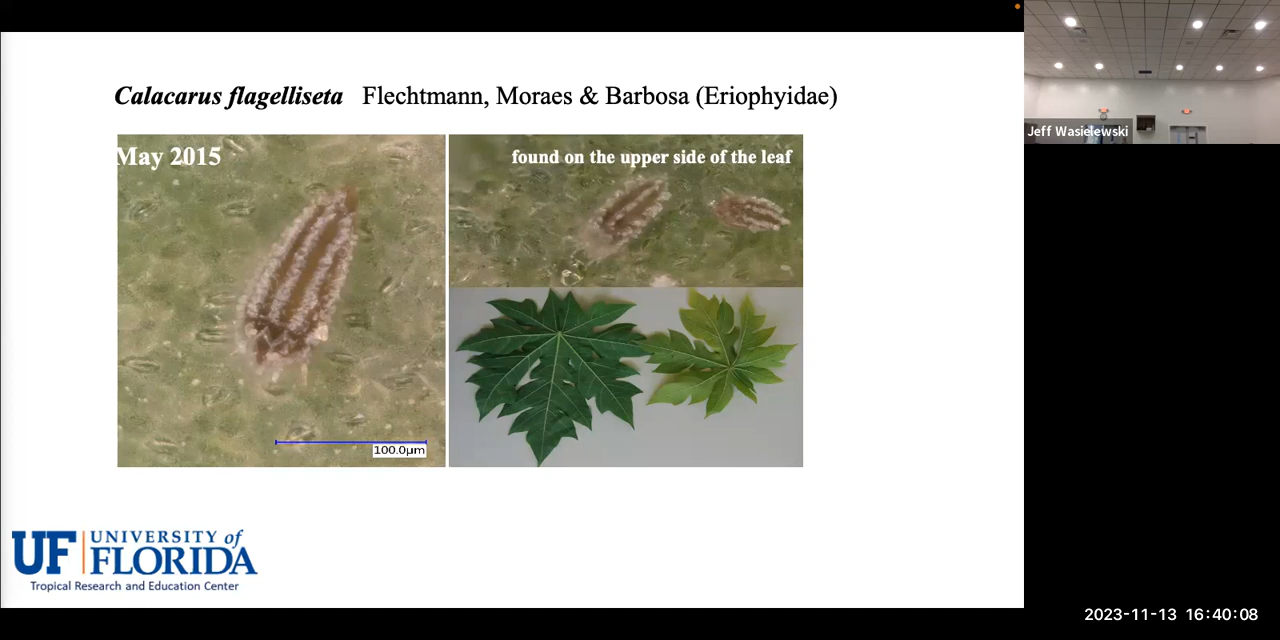 Calacarus flagelliseta Flechtmann, Moraes & Barbosa (Eriophyidae)
May 2015
found on the upper side of the leaf
100.0µm
UF UNIVERSITY of FLORIDA
Tropical Research and Education Center
Jeff Wasielewski
2023-11-13 16:40:08